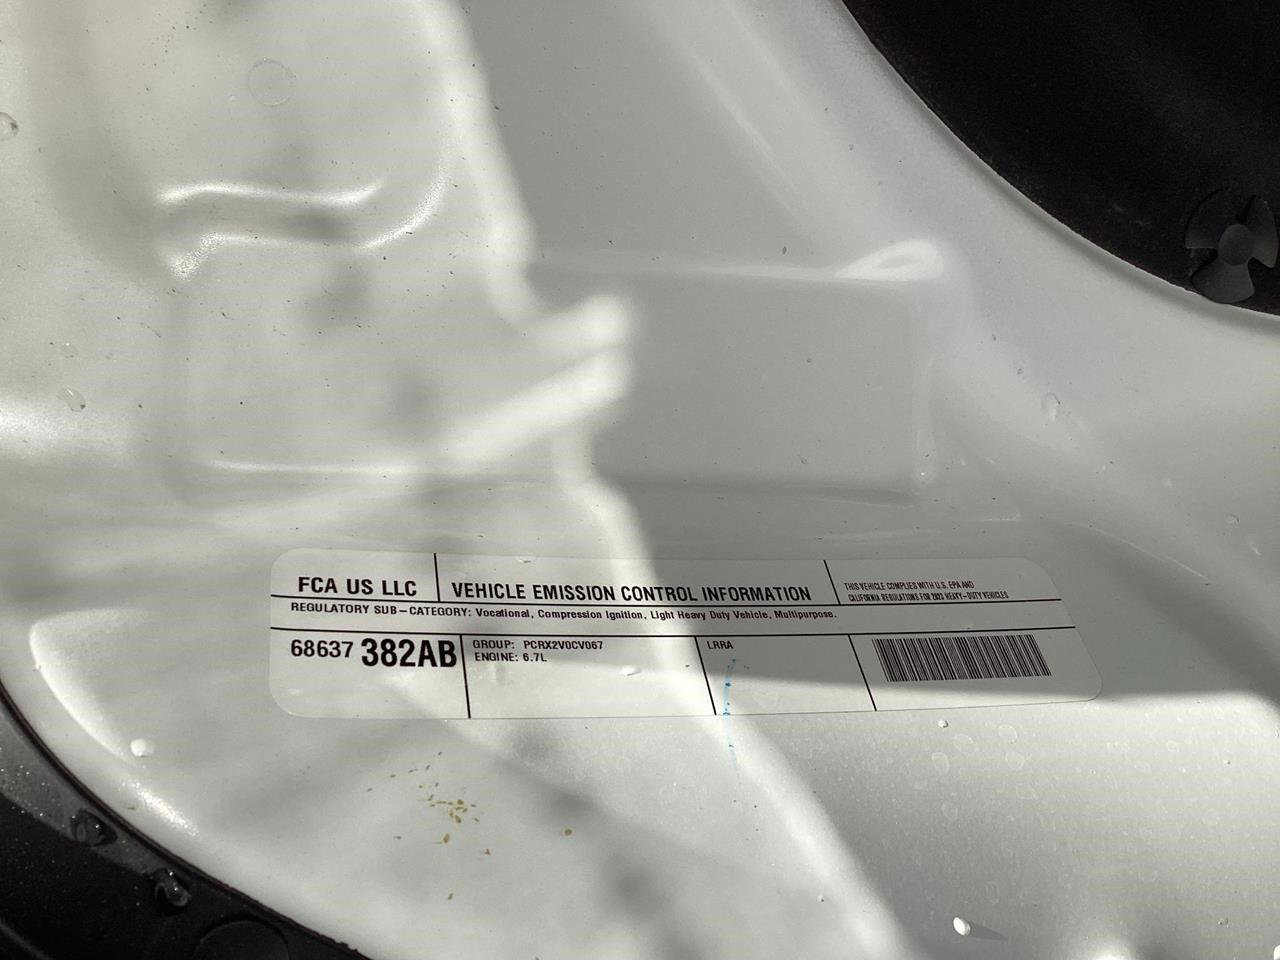 FCA US LLC
VEHICLE EMISSION CONTROL INFORMATION
THIS VEHICLE COMPLIES WITH U.S. EPA AND
CALIFORNIA REGULATIONS FOR 2023 HEAVY-DUTY VEHICLES
REGULATORY SUB-CATEGORY: Vocational, Compression Ignition, Light Heavy Duty Vehicle, Multipurpose.
68637 382AB
GROUP: PCRX2V0CV067
ENGINE: 6.7L
LRRA